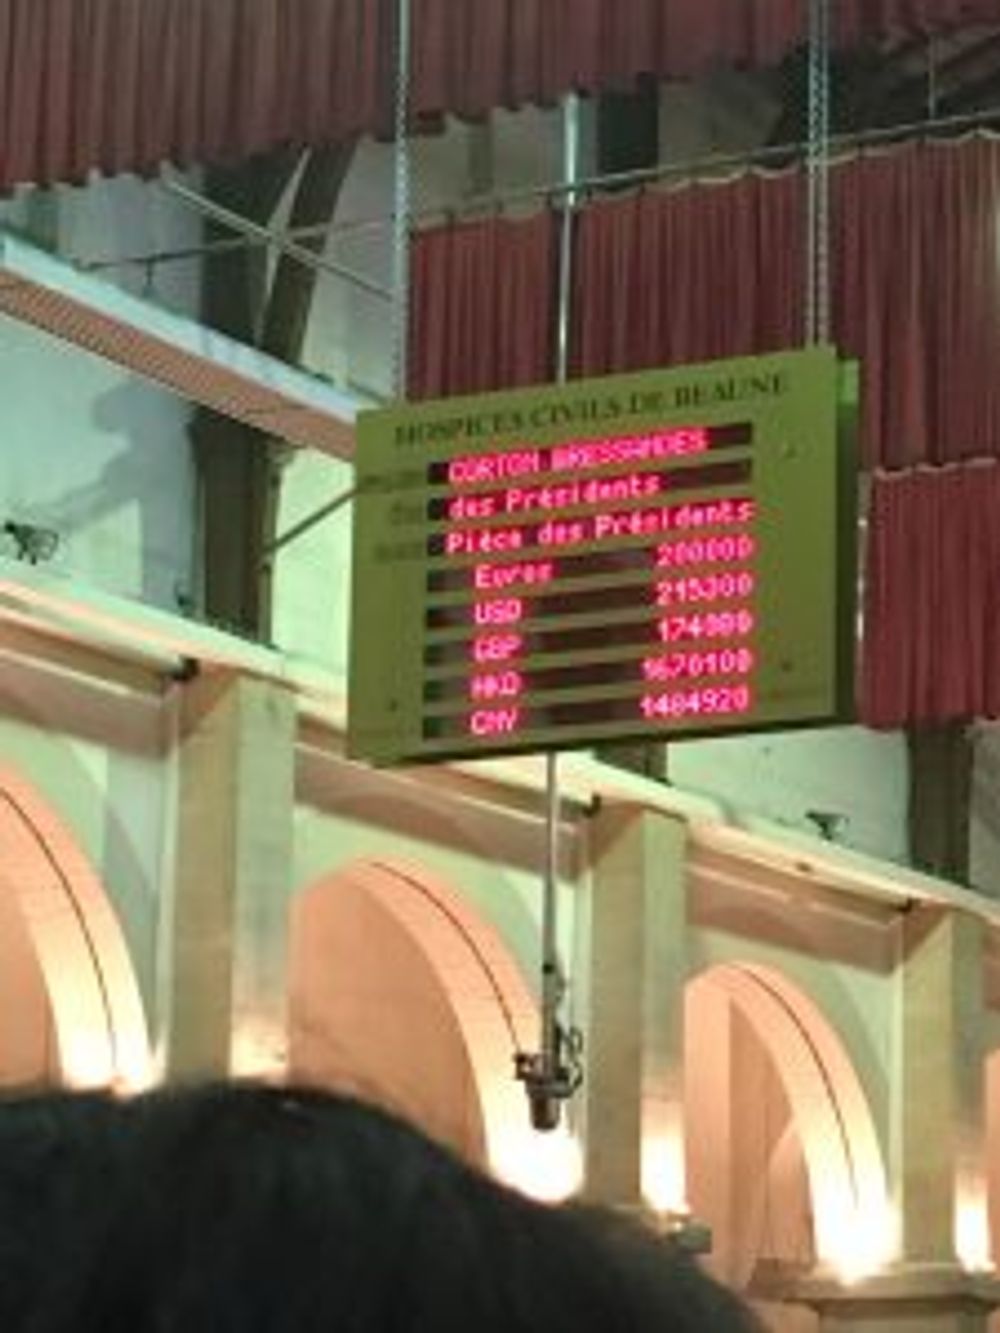 HOSPICES CIVILS DE BEAUNE
CORTON BRESSANDES
des Présidents
Pièce des Présidents
Euros 200000
USD 215300
GBP
HKD 1670100
CNY 1484920